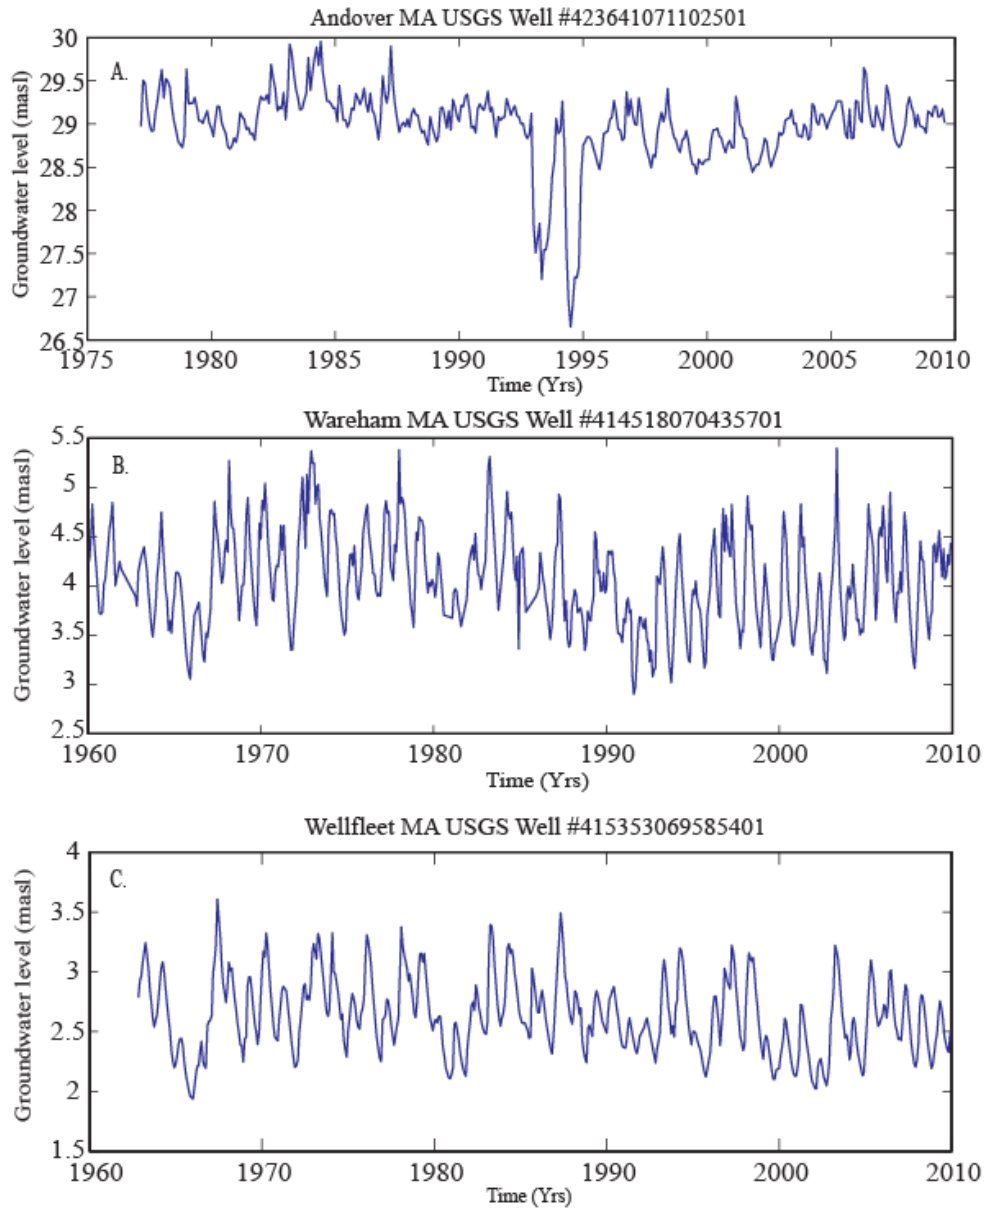 Andover MA USGS Well #423641071102501
A.
Groundwater level (masl)
30
29.5
29
28.5
28
27.5
27
26.5
1975 1980 1985 1990 1995 2000 2005 2010
Time (Yrs)
Wareham MA USGS Well #414518070435701
B.
Groundwater level (masl)
5.5
5
4.5
4
3.5
3
2.5
1960 1970 1980 1990 2000 2010
Time (Yrs)
Wellfleet MA USGS Well #415353069585401
C.
Groundwater level (masl)
4
3.5
3
2.5
2
1.5
1960 1970 1980 1990 2000 2010
Time (Yrs)